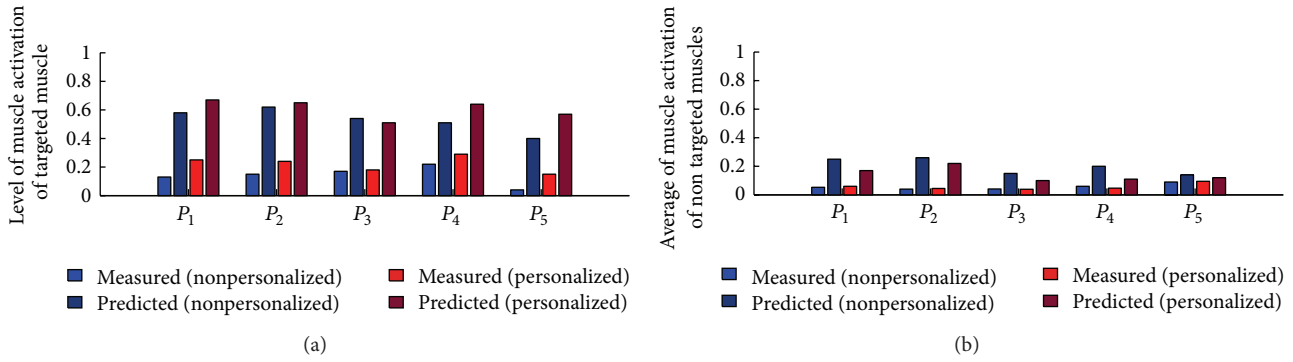 Level of muscle activation
of targeted muscle
1
0.8
0.6
0.4
0.2
0
P1 P2 P3 P4 P5
Measured (nonpersonalized)
Predicted (nonpersonalized)
Measured (personalized)
Predicted (personalized)
(a)
Average of muscle activation
of non targeted muscles
1
0.8
0.6
0.4
0.2
0
P1 P2 P3 P4 P5
Measured (nonpersonalized)
Predicted (nonpersonalized)
Measured (personalized)
Predicted (personalized)
(b)